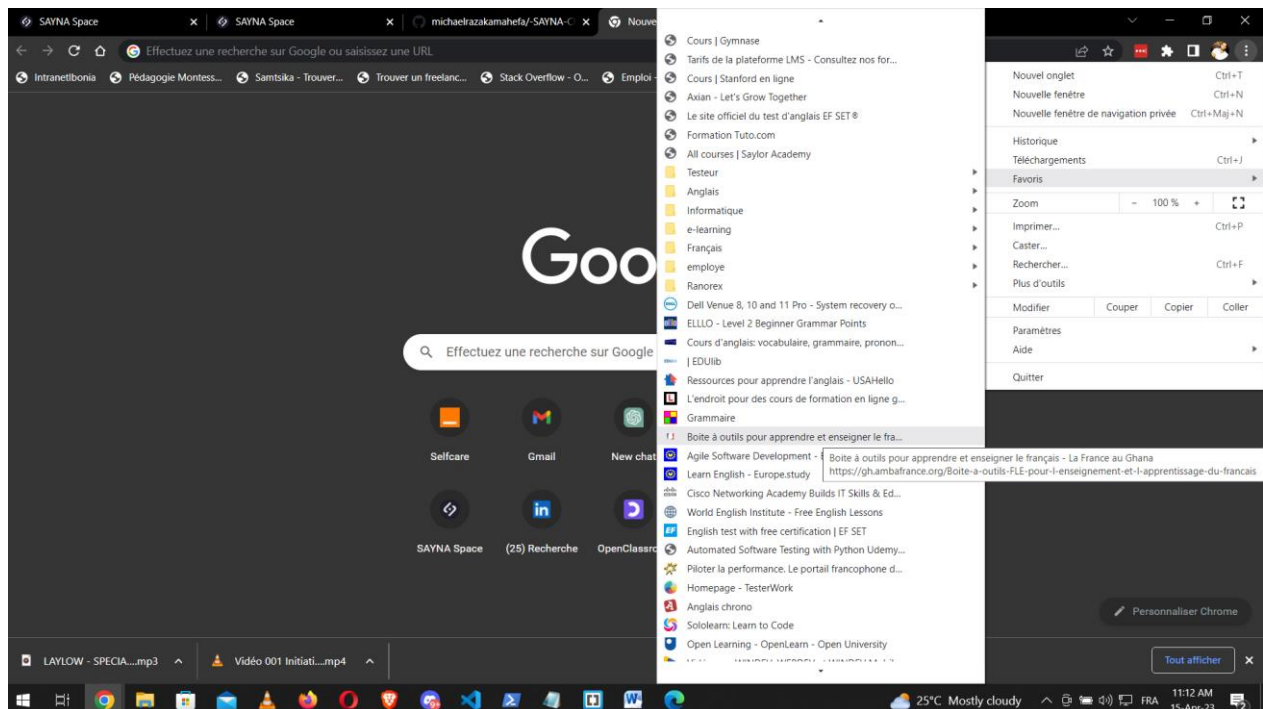 SAYNA Space
SAYNA Space
michaelrazakamahefa/-SAYNA-
Nouve
Effectuez une recherche sur Google ou saisissez une URL
IntranetIbonia
Pédagogie Montess...
Samtsika - Trouver...
Trouver un freelanc...
Stack Overflow - O...
Emploi -
Goo
Effectuez une recherche sur Google
Selfcare
Gmail
New chat
SAYNA Space
(25) Recherche
OpenClassro
Cours | Gymnase
Tarifs de la plateforme LMS - Consultez nos for...
Cours | Stanford en ligne
Axian - Let's Grow Together
Le site officiel du test d'anglais EF SET®
Formation Tuto.com
All courses | Saylor Academy
Testeur
Anglais
Informatique
e-learning
Français
employe
Ranorex
Dell Venue 8, 10 and 11 Pro - System recovery o...
ELLLO - Level 2 Beginner Grammar Points
Cours d'anglais: vocabulaire, grammaire, pronon...
| EDUlib
Ressources pour apprendre l'anglais - USAHello
L'endroit pour des cours de formation en ligne g...
Grammaire
Boite à outils pour apprendre et enseigner le fra...
Agile Software Development -
Boite à outils pour apprendre et enseigner le français - La France au Ghana
https://gh.ambafrance.org/Boite-a-outils-FLE-pour-l-enseignement-et-l-apprentissage-du-francais
Learn English - Europe.study
Cisco Networking Academy Builds IT Skills & Ed...
World English Institute - Free English Lessons
English test with free certification | EF SET
Automated Software Testing with Python Udemy...
Piloter la performance. Le portail francophone d...
Homepage - TesterWork
Anglais chrono
Sololearn: Learn to Code
Open Learning - OpenLearn - Open University
Nouvel onglet Ctrl+T
Nouvelle fenêtre Ctrl+N
Nouvelle fenêtre de navigation privée Ctrl+Maj+N
Historique
Téléchargements Ctrl+J
Favoris
Zoom - 100 % +
Imprimer... Ctrl+P
Caster...
Rechercher... Ctrl+F
Plus d'outils
Modifier Couper Copier Coller
Paramètres
Aide
Quitter
Personnaliser Chrome
LAYLOW - SPECIA....mp3
Vidéo 001 Initiati....mp4
Tout afficher
25°C Mostly cloudy
FRA
11:12 AM
15-Apr-23